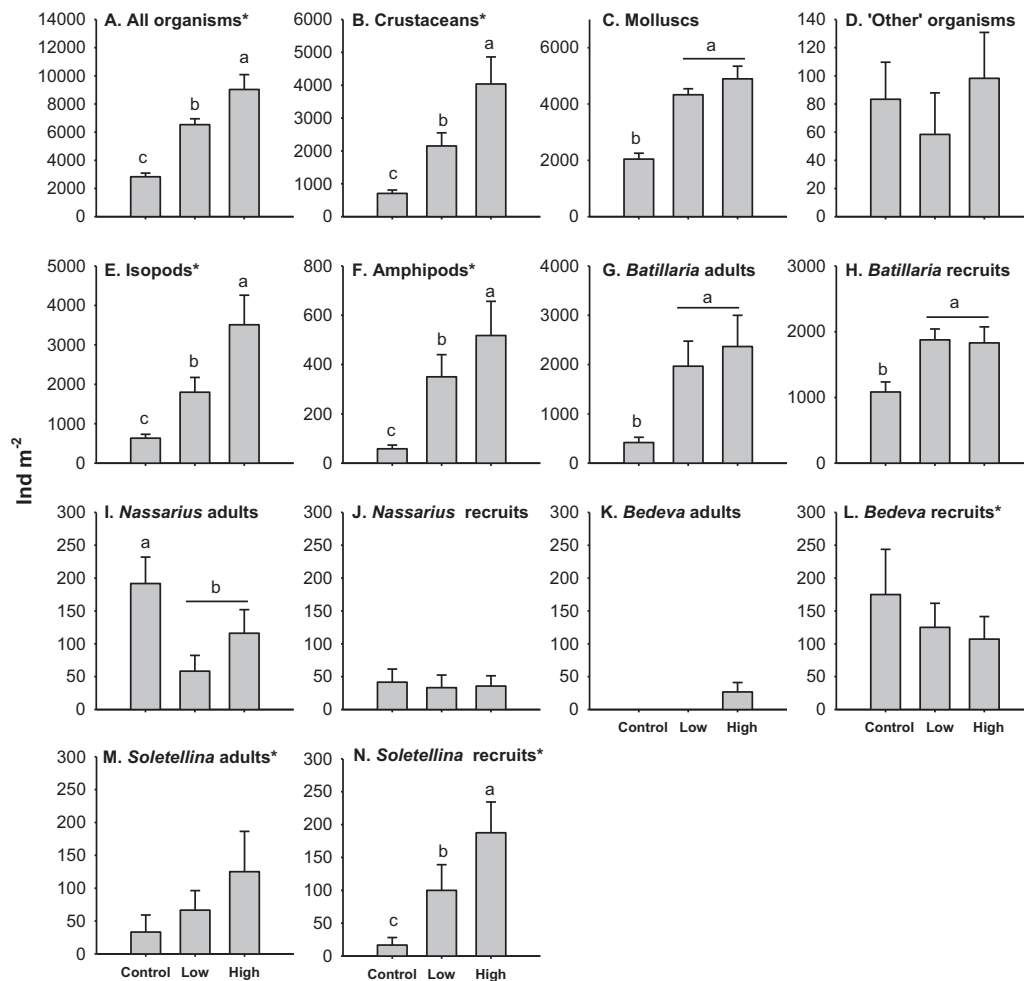 A. All organisms*
14000
12000
10000
8000
6000
4000
2000
0
c
b
a
B. Crustaceans*
6000
5000
4000
3000
2000
1000
0
c
b
a
C. Molluscs
6000
4000
2000
0
b
a
D. 'Other' organisms
140
120
100
80
60
40
20
0
E. Isopods*
5000
4000
3000
2000
1000
0
c
b
a
F. Amphipods*
800
600
400
200
0
c
b
a
G. Batillaria adults
4000
3000
2000
1000
0
b
a
H. Batillaria recruits
3000
2000
1000
0
b
a
Ind m-2
I. Nassarius adults
300
250
200
150
100
50
0
a
b
J. Nassarius recruits
300
250
200
150
100
50
0
K. Bedeva adults
300
250
200
150
100
50
0
Control Low High
L. Bedeva recruits*
300
250
200
150
100
50
0
Control Low High
M. Soletellina adults*
300
250
200
150
100
50
0
Control Low High
N. Soletellina recruits*
300
250
200
150
100
50
0
c
b
a
Control Low High